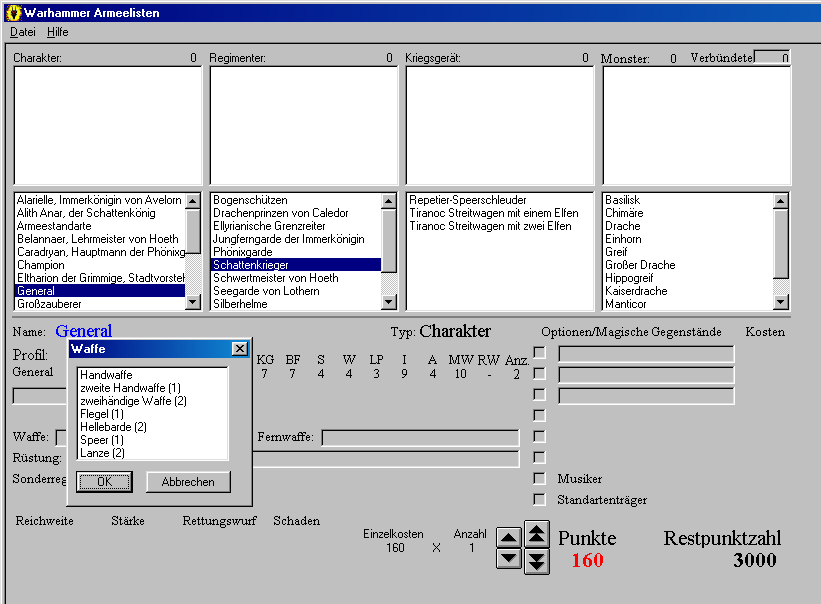 Warhammer Armeelisten
Datei Hilfe
Charakter: 0 Regimenter: 0 Kriegsgerät: 0 Monster: 0 Verbündete 0
Alarielle, Immerkönigin von Avelorn
Alith Anar, der Schattenkönig
Armeestandarte
Belannaer, Lehrmeister von Hoeth
Caradryan, Hauptmann der Phönixg
Champion
Eltharion der Grimmige, Stadtvorsteh
General
Großzauberer
Bogenschützen
Drachenprinzen von Caledor
Ellyrianische Grenzreiter
Jungferngarde der Immerkönigin
Phönixgarde
Schattenkrieger
Schwertmeister von Hoeth
Seegarde von Lothern
Silberhelme
Repetier-Speerschleuder
Tiranoc Streitwagen mit einem Elfen
Tiranoc Streitwagen mit zwei Elfen
Basilisk
Chimäre
Drache
Einhorn
Greif
Großer Drache
Hippogreif
Kaiserdrache
Manticor
Name: General Typ: Charakter Optionen/Magische Gegenstände Kosten
Profil: KG BF S W LP I A MW RW Anz.
General 7 7 4 4 3 9 4 10 - 2
Waffe
Handwaffe
zweite Handwaffe (1)
zweihändige Waffe (2)
Flegel (1)
Hellebarde (2)
Speer (1)
Lanze (2)
OK Abbrechen
Waffe: Fernwaffe:
Rüstung:
Sonderreg
Musiker
Standartenträger
Reichweite Stärke Rettungswurf Schaden
Einzelkosten Anzahl Punkte Restpunktzahl
160 X 1 160 3000